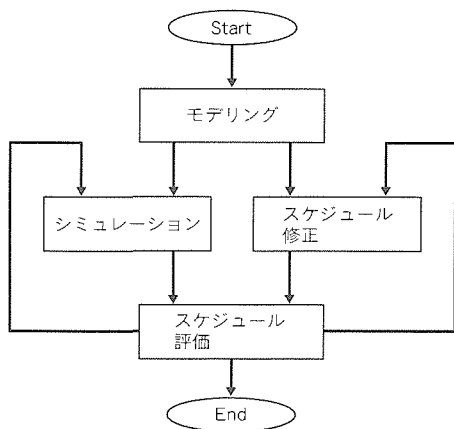 Start
モデリング
シミュレーション
スケジュール
修正
スケジュール
評価
End